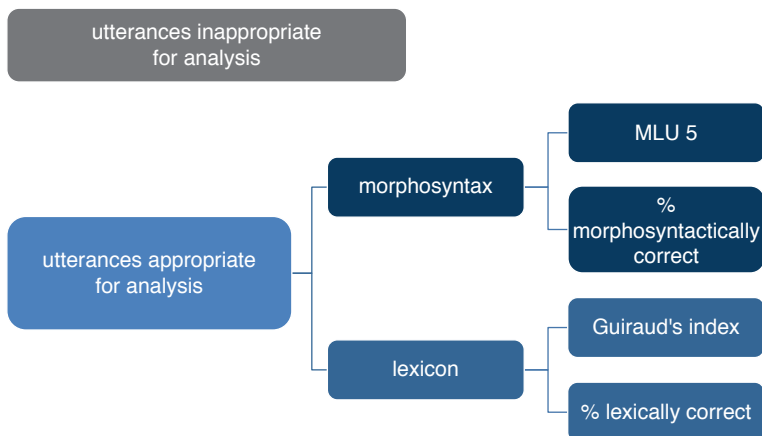 utterances inappropriate
for analysis
MLU 5
morphosyntax
%
morphosyntactically
correct
utterances appropriate
for analysis
Guiraud's index
lexicon
% lexically correct